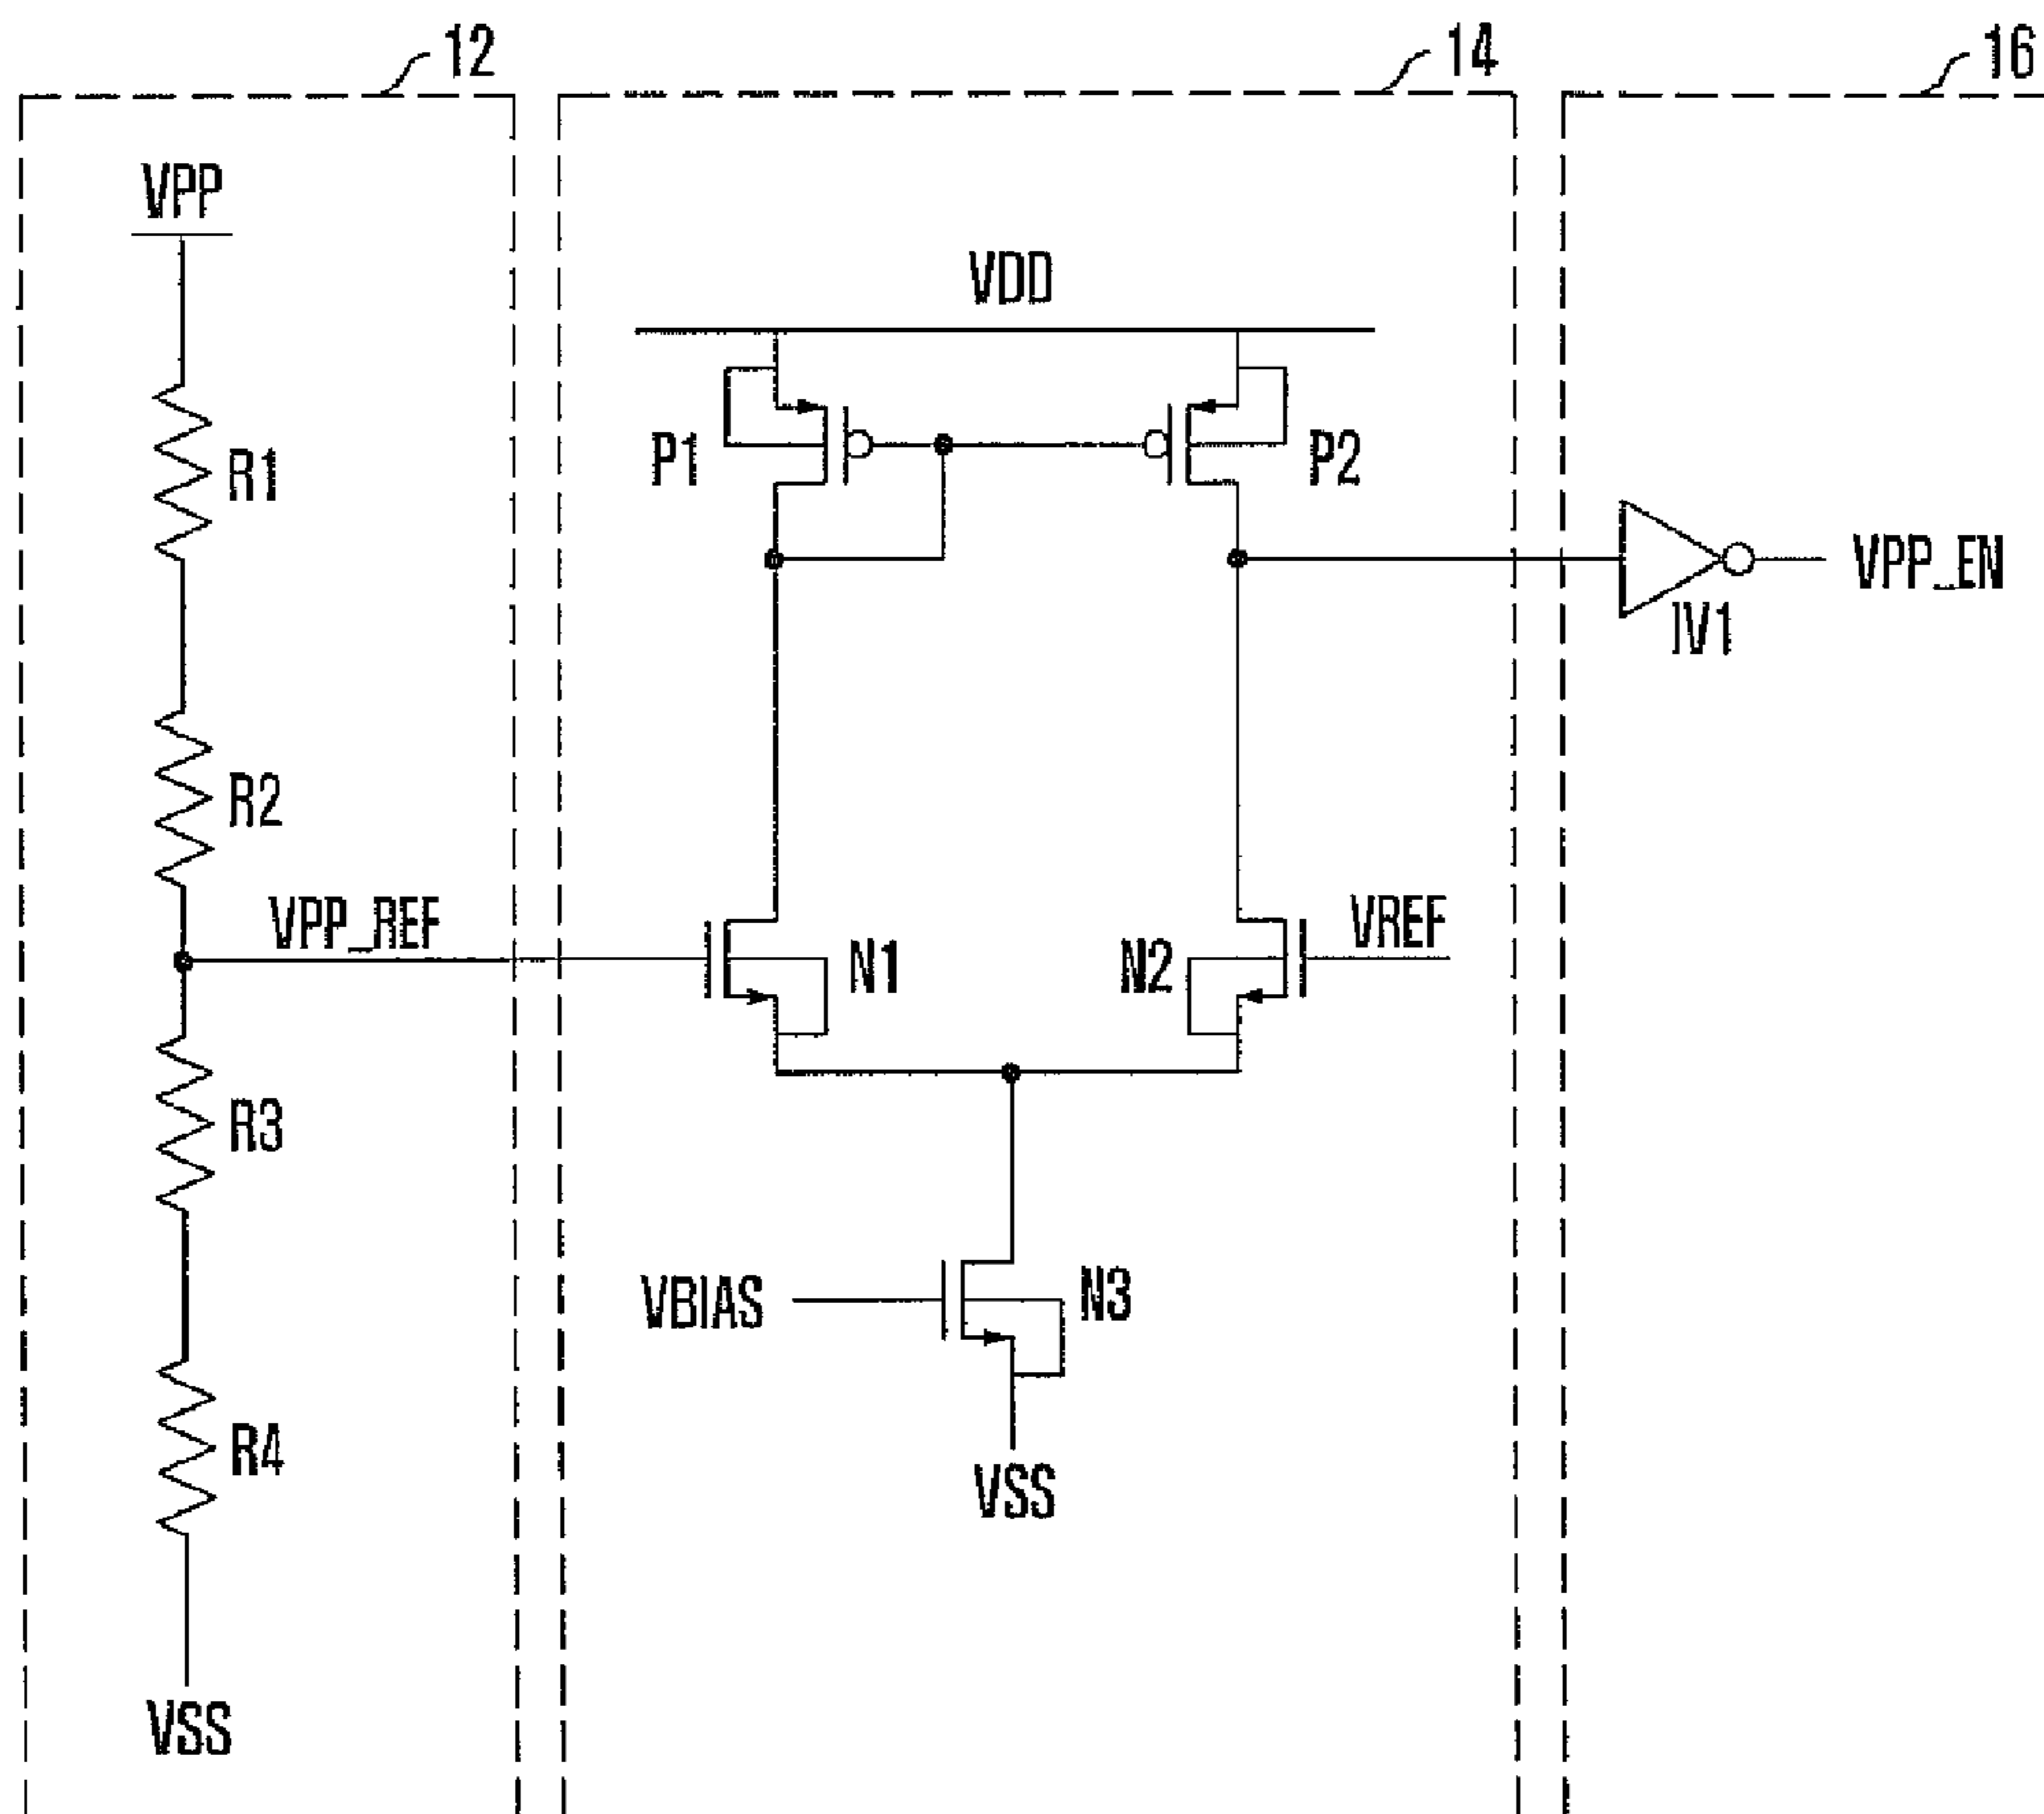 12
14
16
VPP
VDD
P1
P2
R1
VPP_EN
IV1
R2
VPP_REF
N1
N2
VREF
R3
VBIAS
N3
R4
VSS
VSS